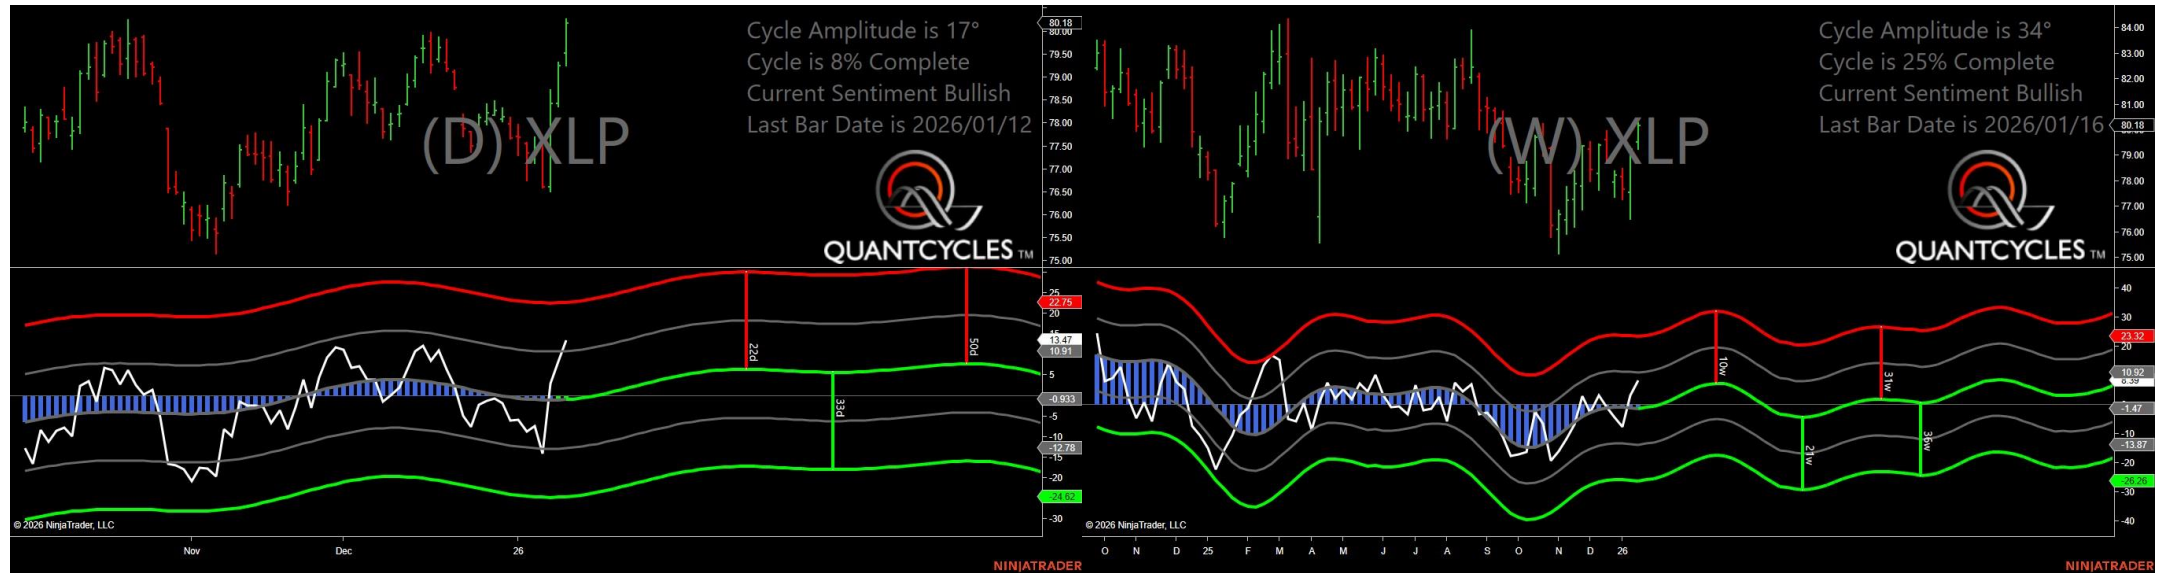 Cycle Amplitude is 17°
Cycle is 8% Complete
Current Sentiment Bullish
Last Bar Date is 2026/01/12
(D) XLP
QUANTCYCLES TM
80.18
80.00
79.50
79.00
78.50
78.00
77.50
77.00
76.50
76.00
75.50
75.00
25
22.75
20
15
13.47
10.91
5
-0.933
-5
-10
-12.78
-15
-20
-24.62
-30
22d
33d
50d
© 2026 NinjaTrader, LLC
Nov
Dec
26
NINJATRADER
Cycle Amplitude is 34°
Cycle is 25% Complete
Current Sentiment Bullish
Last Bar Date is 2026/01/16
(W) XLP
QUANTCYCLES TM
84.00
83.00
82.00
81.00
80.18
79.00
78.00
77.00
76.00
75.00
40
30
23.32
20
10.92
8.39
-1.47
-10
-13.87
-20
-26.26
-30
-40
10w
21w
31w
36w
© 2026 NinjaTrader, LLC
O N D 25 F M A M J J A S O N D 26
NINJATRADER